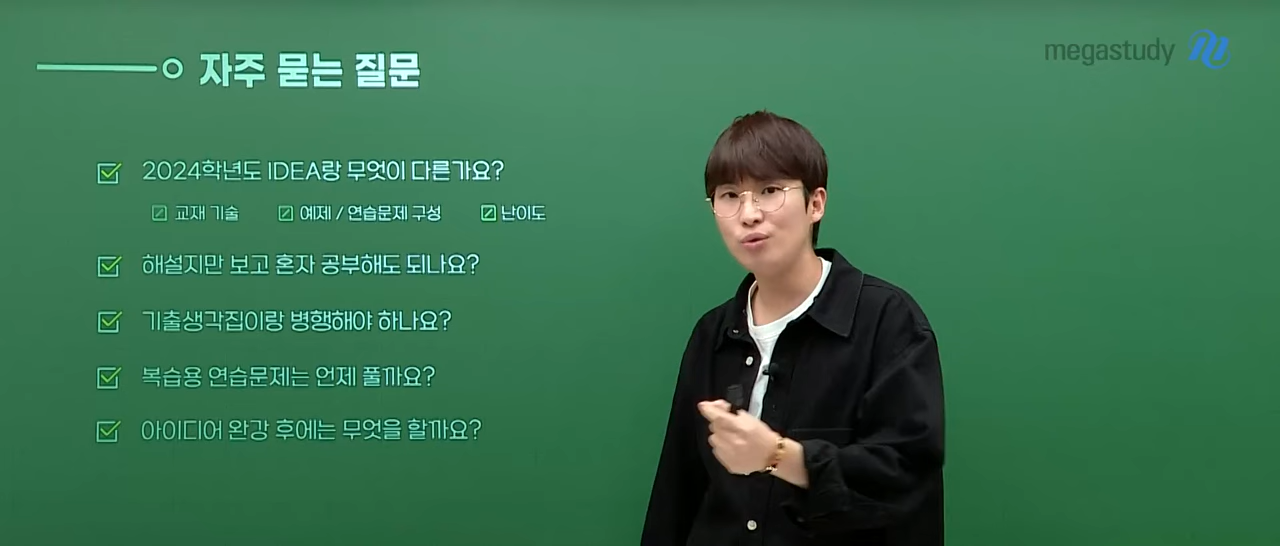 자주 묻는 질문
megastudy
2024학년도 IDEA랑 무엇이 다른가요?
교재 기술 예제 / 연습문제 구성 난이도
해설지만 보고 혼자 공부해도 되나요?
기출생각집이랑 병행해야 하나요?
복습용 연습문제는 언제 풀까요?
아이디어 완강 후에는 무엇을 할까요?